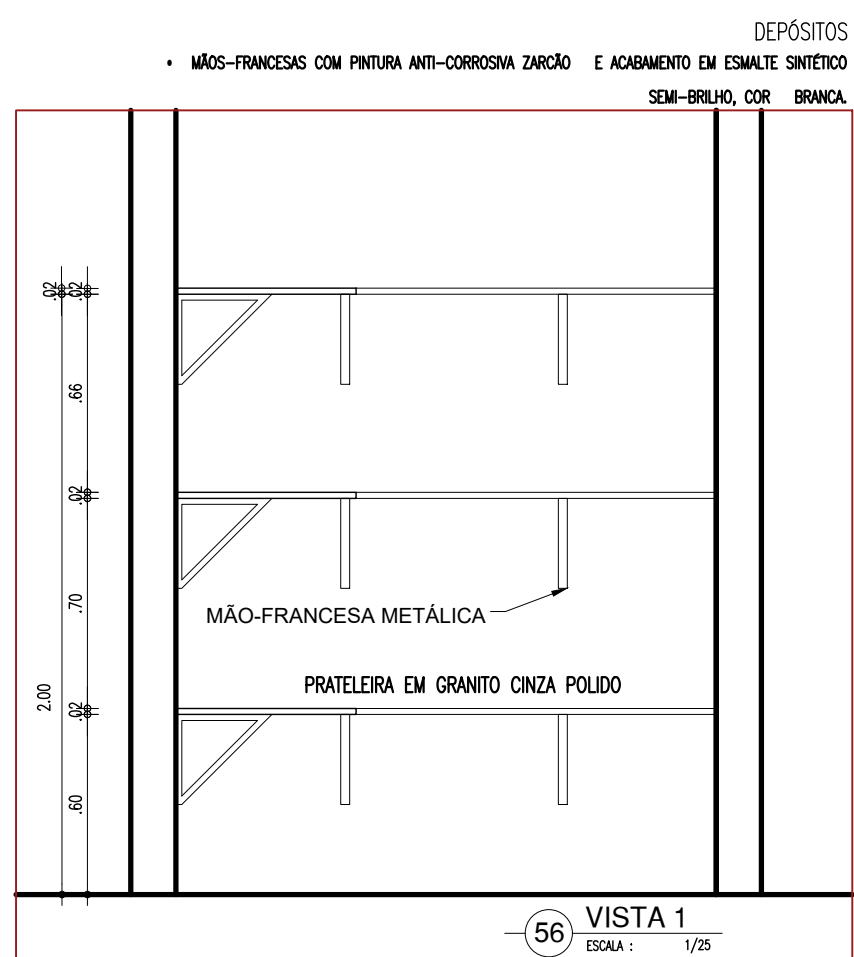 DEPÓSITOS
• MÃOS-FRANCESAS COM PINTURA ANTI-CORROSIVA ZARCÃO E ACABAMENTO EM ESMALTE SINTÉTICO
SEMI-BRILHO, COR BRANCA.
.02
.02
.66
.02
.70
MÃO-FRANCESA METÁLICA
PRATELEIRA EM GRANITO CINZA POLIDO
2.00
.02
.60
56
VISTA 1
ESCALA : 1/25